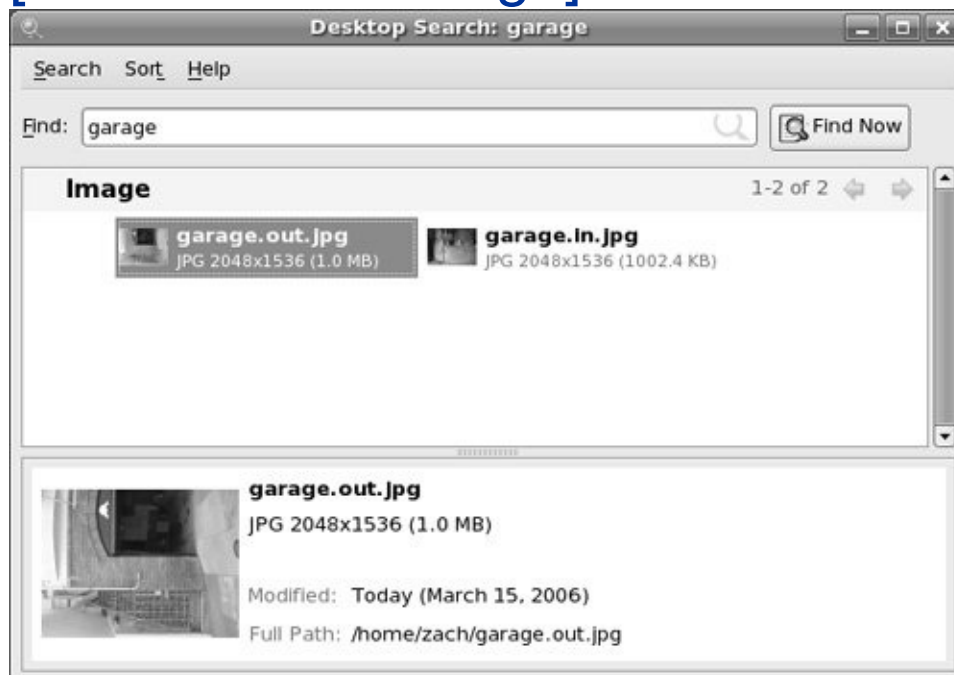 Desktop Search: garage
Search Sort Help
Find: garage Find Now
Image 1-2 of 2
garage.out.jpg garage.in.jpg
JPG 2048x1536 (1.0 MB) JPG 2048x1536 (1002.4 KB)
garage.out.jpg
JPG 2048x1536 (1.0 MB)
Modified: Today (March 15, 2006)
Full Path: /home/zach/garage.out.jpg